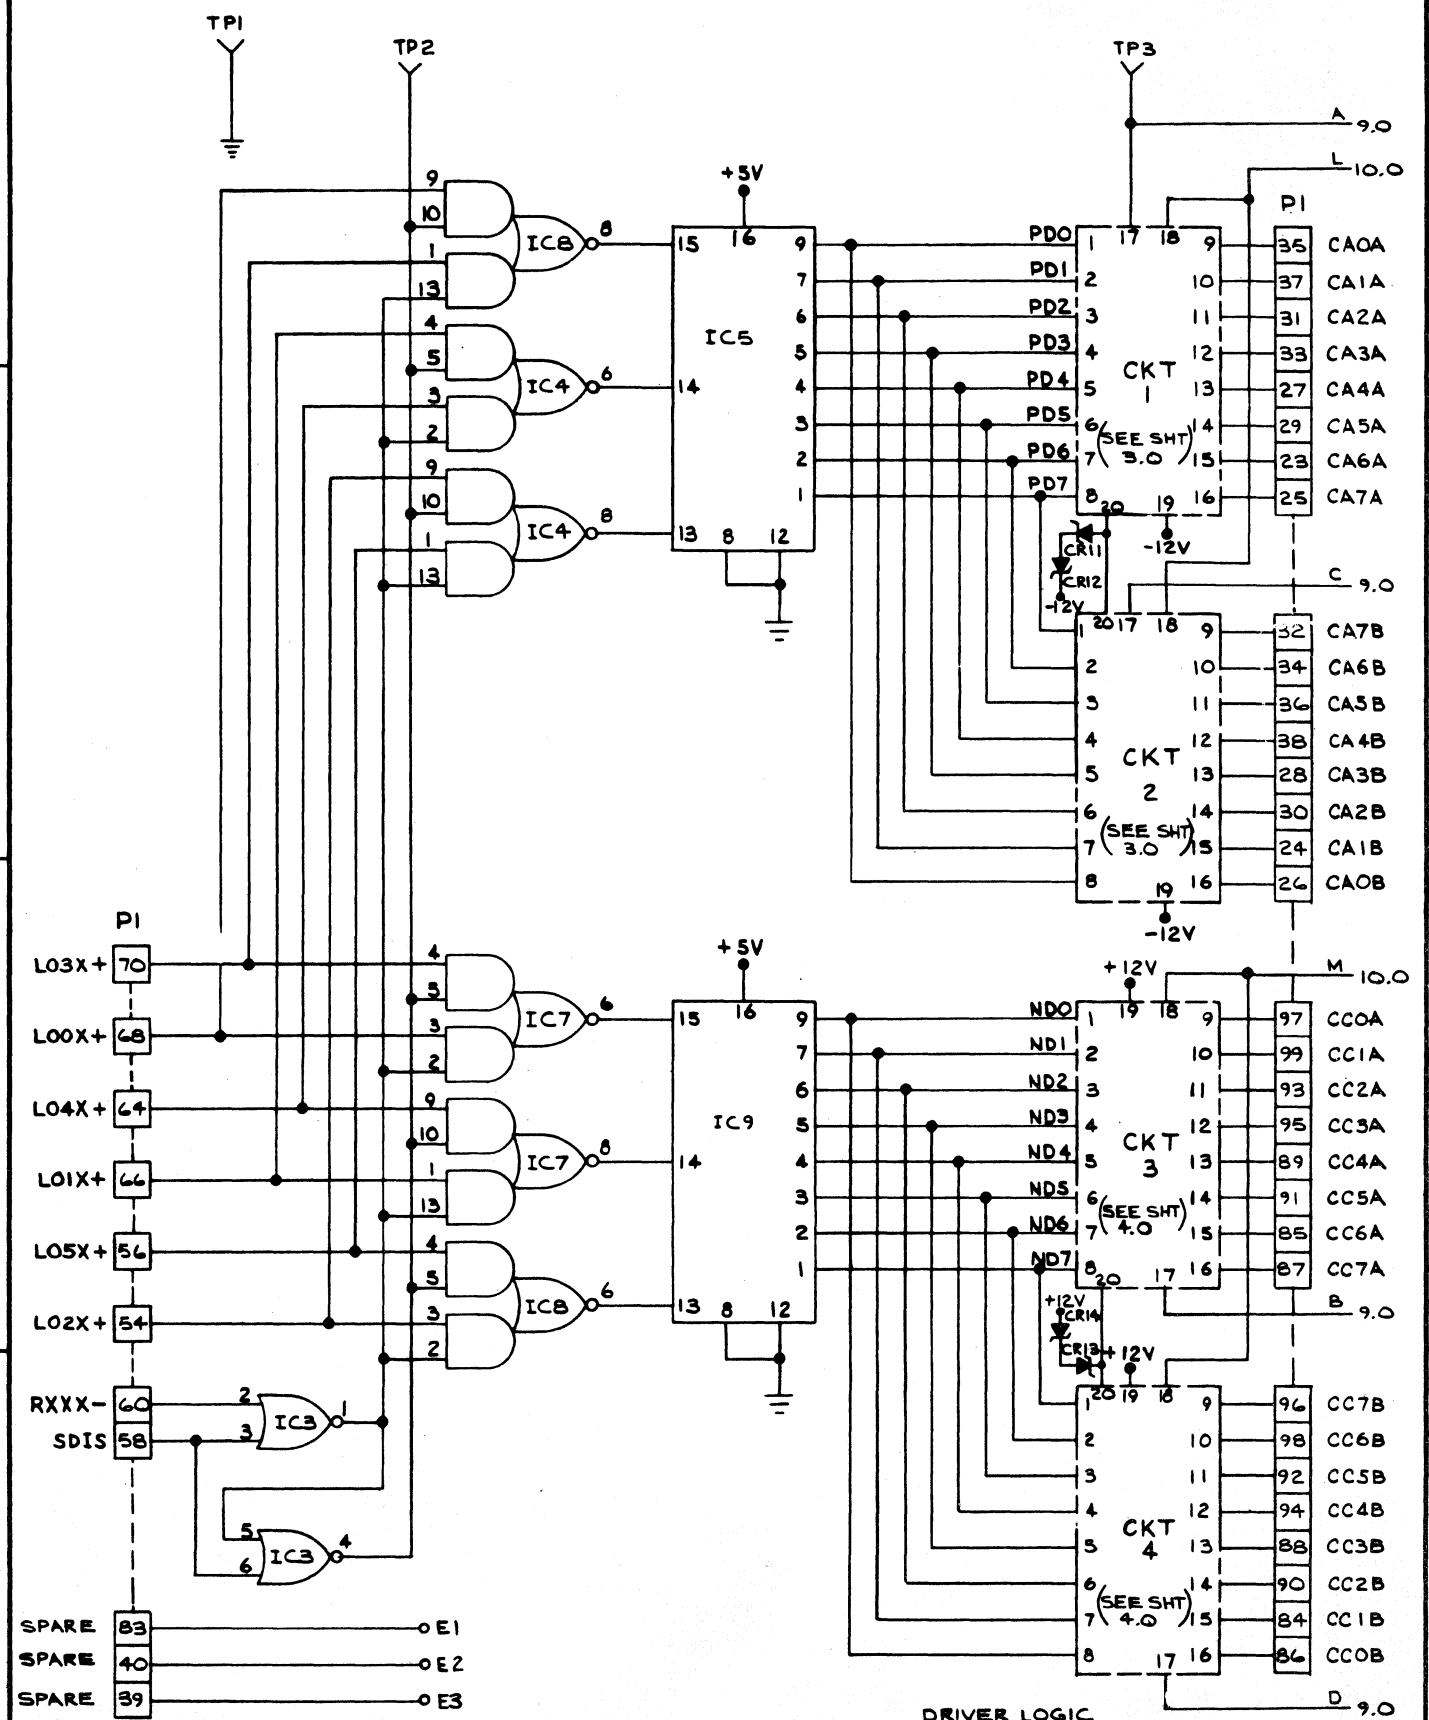 TP1
TP2
TP3
A 9.0
L 10.0
+5V
P1
9
10
IC8 8
1
13
4
5
IC4 6
3
2
9
10
IC4 8
1
13
15 16 9
7
6
IC5 5
14 4
3
2
1
13 8 12
PD0 1 17 18 9 35 CA0A
PD1 2 10 37 CA1A
PD2 3 11 31 CA2A
PD3 4 12 33 CA3A
PD4 5 CKT 1 13 27 CA4A
PD5 6 14 29 CA5A
PD6 7 (SEE SHT 3.0) 15 23 CA6A
PD7 8 20 19 16 25 CA7A
CR11
-12V
CR12
-12V
C 9.0
1 20 17 18 9 32 CA7B
2 10 34 CA6B
3 11 36 CA5B
4 12 38 CA4B
5 CKT 2 13 28 CA3B
6 14 30 CA2B
7 (SEE SHT 3.0) 15 24 CA1B
8 19 16 26 CA0B
-12V
P1
L03X+ 70
L00X+ 68
L04X+ 64
L01X+ 66
L05X+ 56
L02X+ 54
RXXX- 60
SDIS 58
2
3 IC3 1
5
6 IC3 4
4
5
IC7 6
3
2
9
10
IC7 8
1
13
4
5
IC8 6
3
2
+5V
15 16 9
7
6
IC9 5
14 4
3
2
1
13 8 12
+12V
M 10.0
ND0 1 19 18 9 97 CC0A
ND1 2 10 99 CC1A
ND2 3 11 93 CC2A
ND3 4 12 95 CC3A
ND4 5 CKT 3 13 89 CC4A
ND5 6 14 91 CC5A
ND6 7 (SEE SHT 4.0) 15 85 CC6A
ND7 8 20 17 16 87 CC7A
B 9.0
+12V
CR14
CR13
+12V
1 20 19 18 9 96 CC7B
2 10 98 CC6B
3 11 92 CC5B
4 12 94 CC4B
5 CKT 4 13 88 CC3B
6 14 90 CC2B
7 (SEE SHT 4.0) 15 84 CC1B
8 17 16 86 CC0B
D 9.0
SPARE 83 E1
SPARE 40 E2
SPARE 39 E3
DRIVER LOGIC